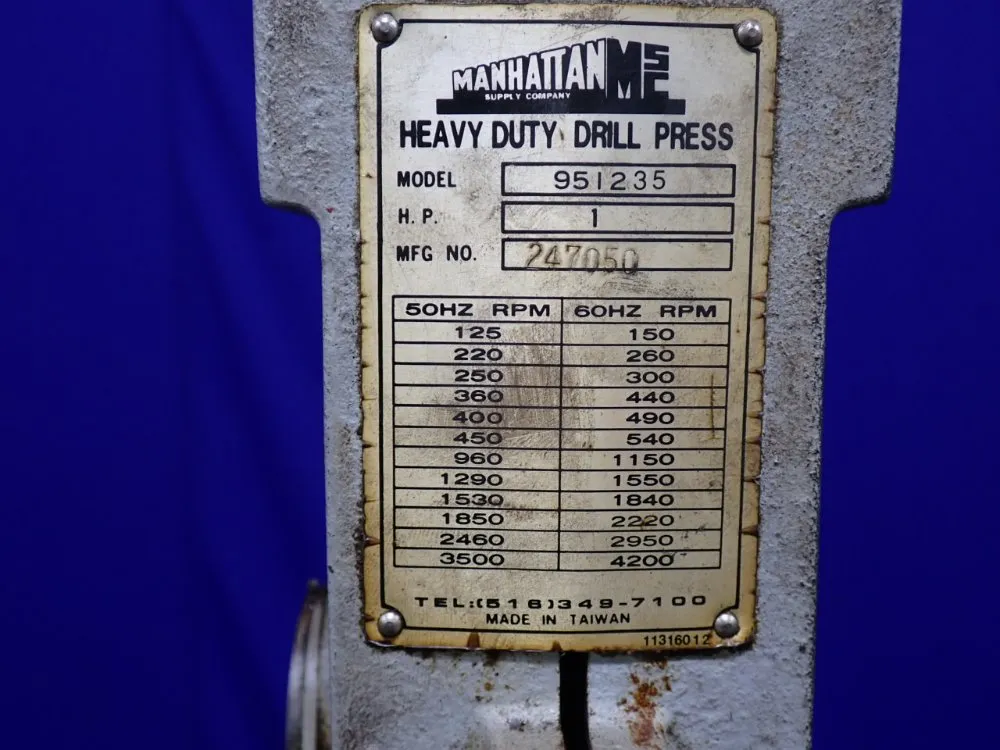 MANHATTAN MSC
SUPPLY COMPANY
HEAVY DUTY DRILL PRESS
MODEL 951235
H. P. 1
MFG NO. 247050
50HZ RPM 60HZ RPM
125 150
220 260
250 300
360 440
400 490
450 540
960 1150
1290 1550
1530 1840
1850 2220
2460 2950
3500 4200
TEL:(516)349-7100
MADE IN TAIWAN
11316012